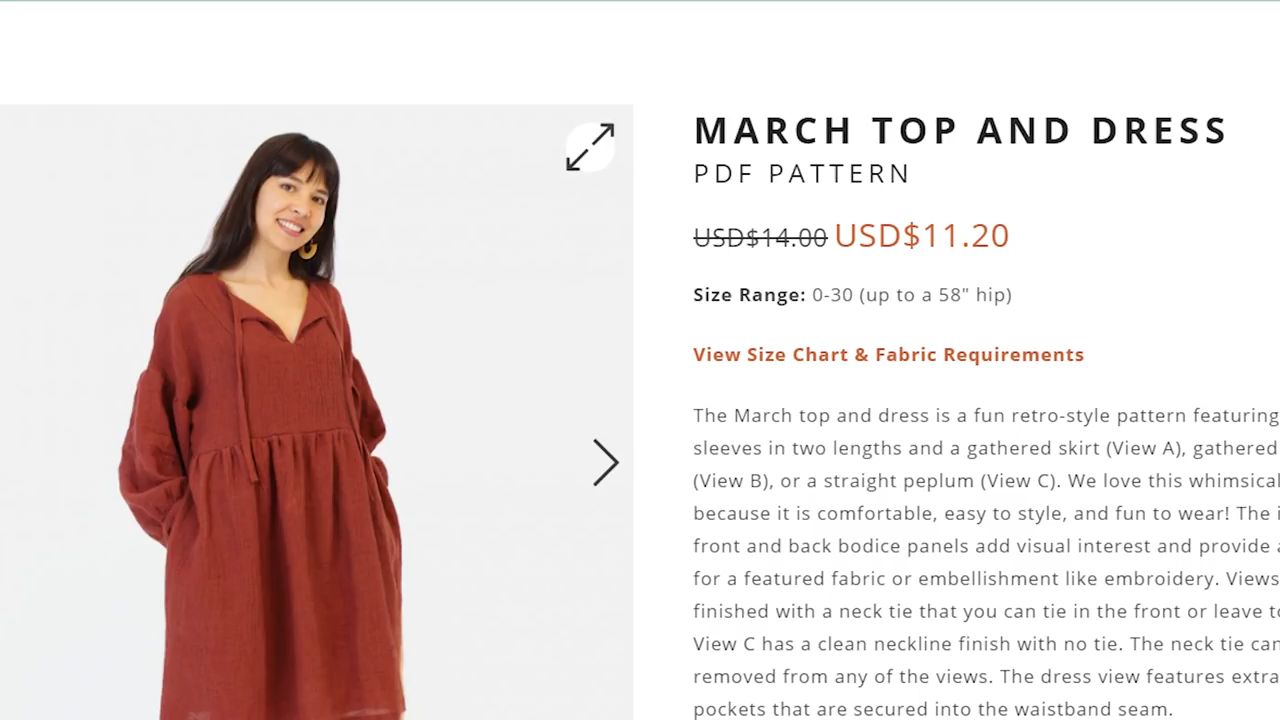 MARCH TOP AND DRESS
PDF PATTERN
USD$14.00 USD$11.20
Size Range: 0-30 (up to a 58" hip)
View Size Chart & Fabric Requirements
The March top and dress is a fun retro-style pattern featuring
sleeves in two lengths and a gathered skirt (View A), gathered
(View B), or a straight peplum (View C). We love this whimsical
because it is comfortable, easy to style, and fun to wear! The
front and back bodice panels add visual interest and provide
for a featured fabric or embellishment like embroidery. Views
finished with a neck tie that you can tie in the front or leave
View C has a clean neckline finish with no tie. The neck tie can
removed from any of the views. The dress view features extra
pockets that are secured into the waistband seam.